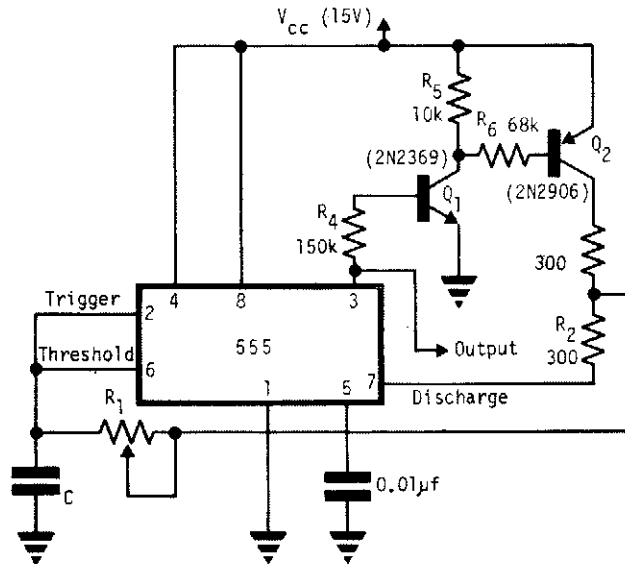 Vcc (15V)
R5
10k
R6 68k
(2N2369)
Q2
Q1
(2N2906)
R4
150k
300
Trigger
4
8
3
2
R2
300
Threshold
555
Output
6
7
1
5
Discharge
R1
C
0.01µf